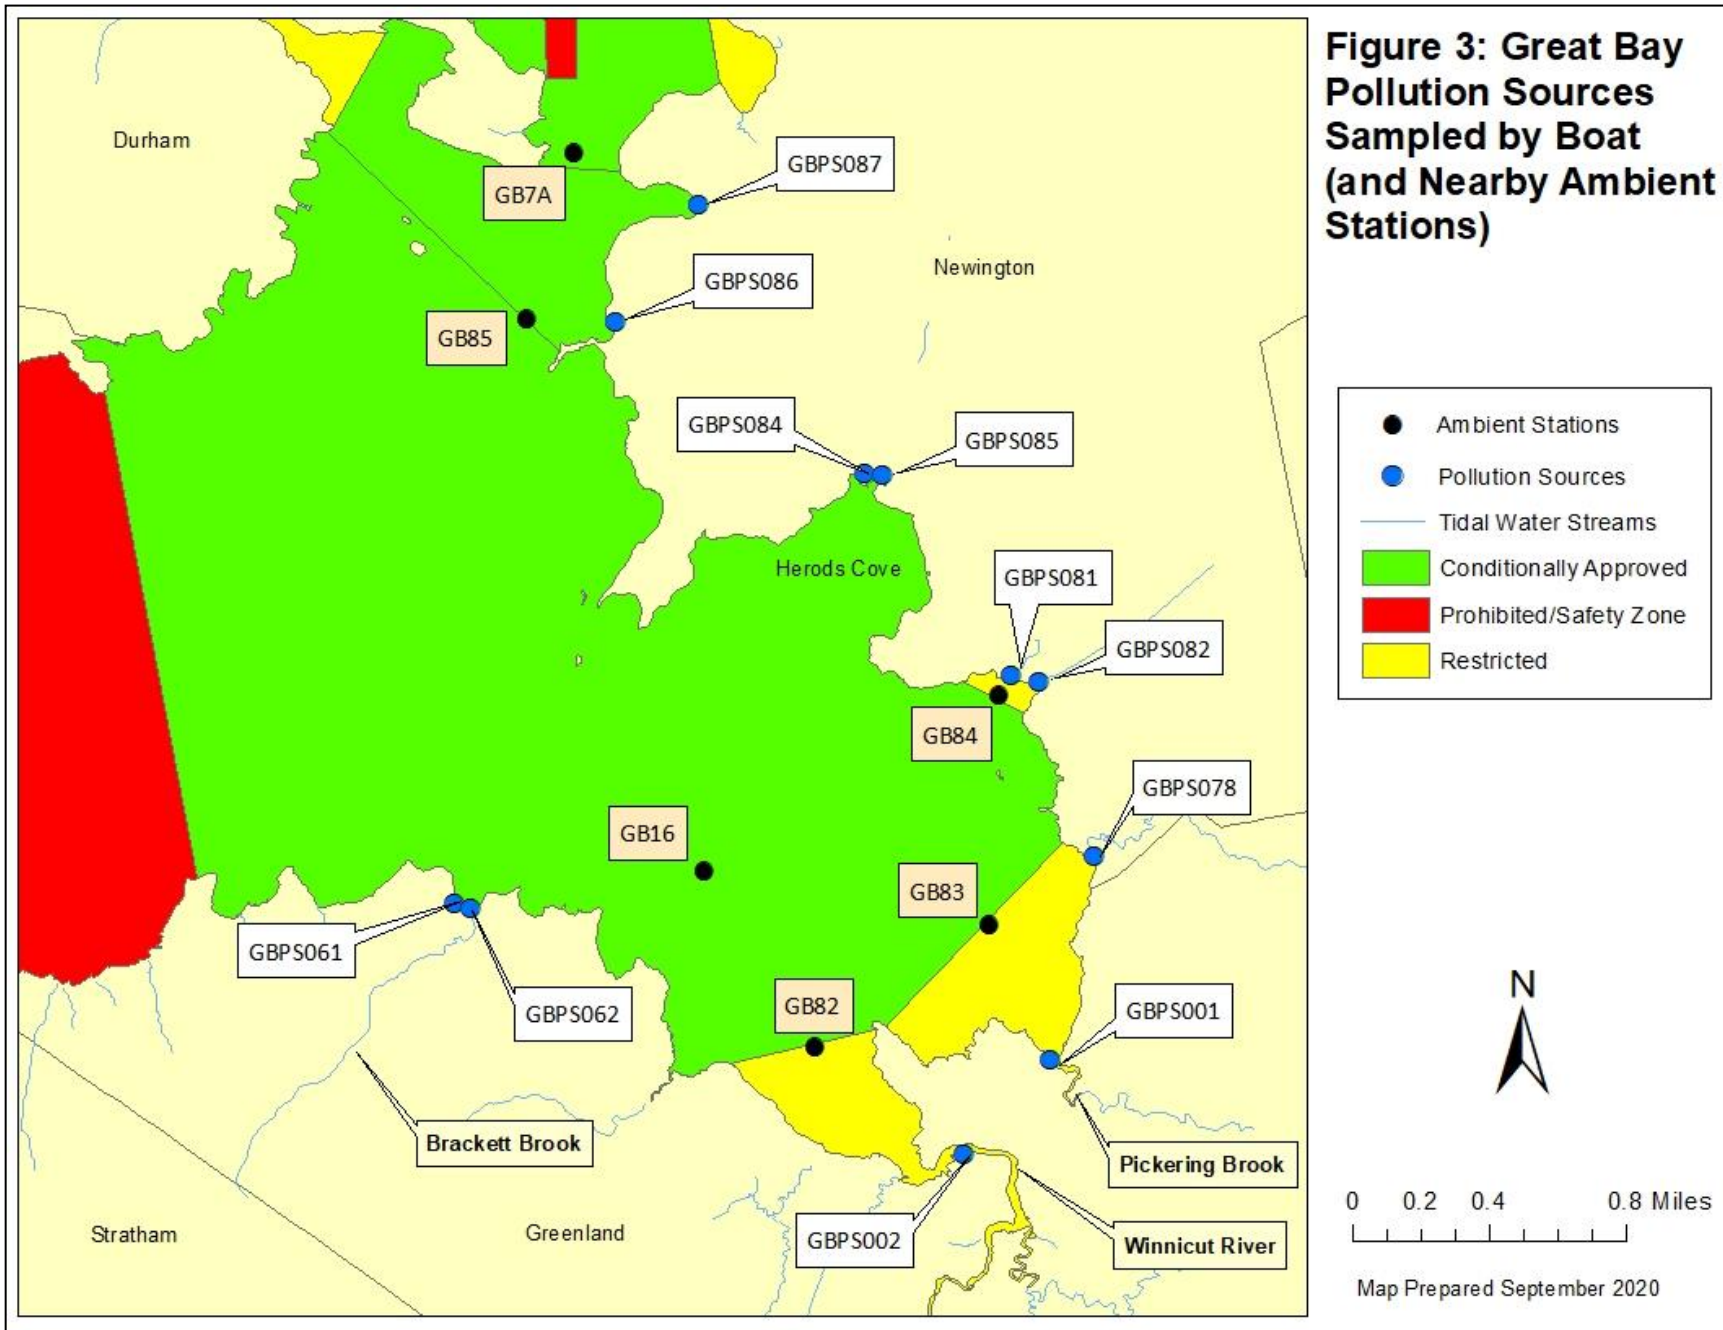 Figure 3: Great Bay
Pollution Sources
Sampled by Boat
(and Nearby Ambient
Stations)
Durham
GBPS087
GB7A
Newington
GBPS086
GB85
GBPS084
GBPS085
Herods Cove
GBPS081
GBPS082
GB84
GBPS078
GB16
GB83
GBPS061
GBPS062
GB82
GBPS001
Brackett Brook
Pickering Brook
Stratham
Greenland
GBPS002
Winnicut River
Ambient Stations
Pollution Sources
Tidal Water Streams
Conditionally Approved
Prohibited/Safety Zone
Restricted
N
0 0.2 0.4 0.8 Miles
Map Prepared September 2020